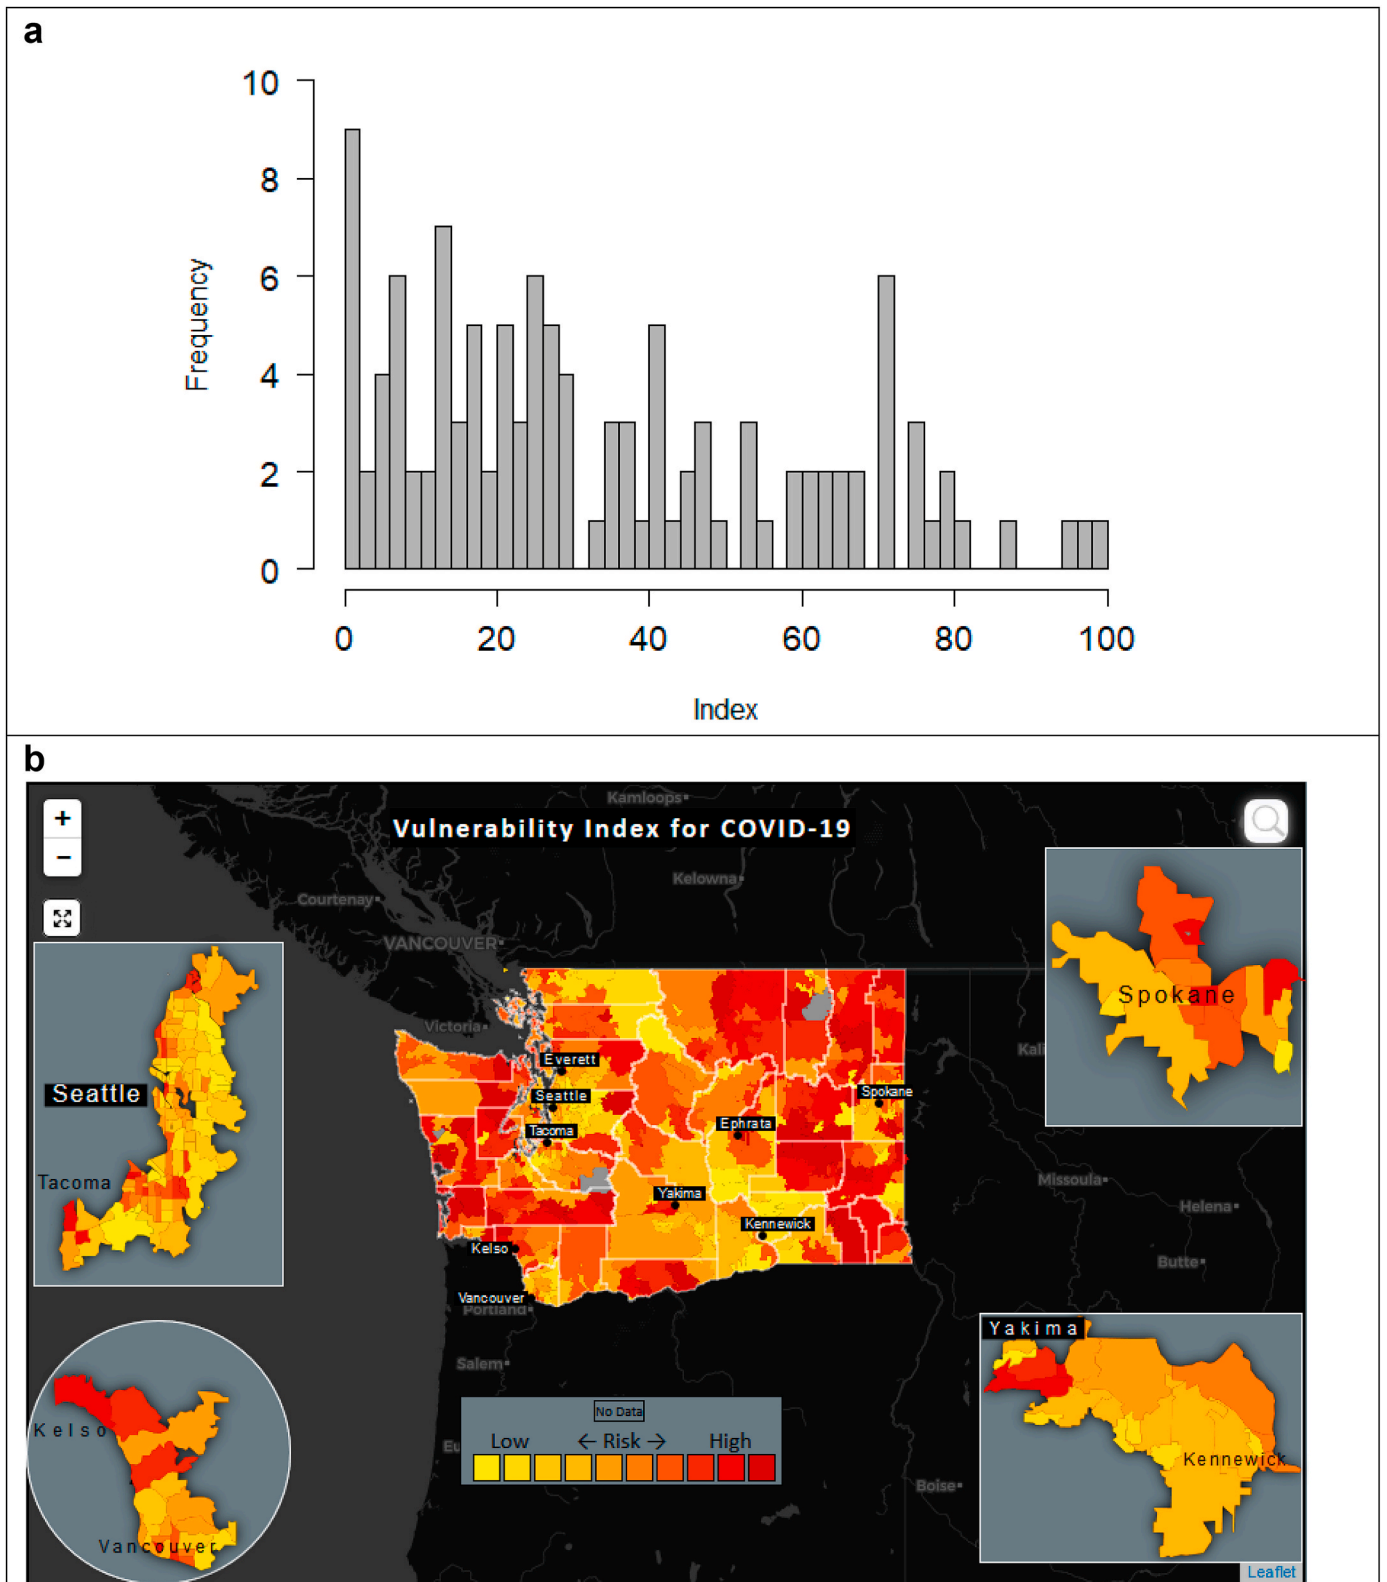 a
10
8
6
4
2
0
Frequency
0 20 40 60 80 100
Index
b
+
−
Vulnerability Index for COVID-19
Kamloops
Kelowna
Courtenay
VANCOUVER
Victoria
Everett
Seattle
Tacoma
Spokane
Ephrata
Yakima
Kennewick
Kelso
Vancouver
Portland
Salem
Missoula
Helena
Butte
Boise
Kali
Eu
Seattle
Tacoma
Spokane
Kelso
Vancouver
Yakima
Kennewick
No Data
Low ← Risk → High
Leaflet